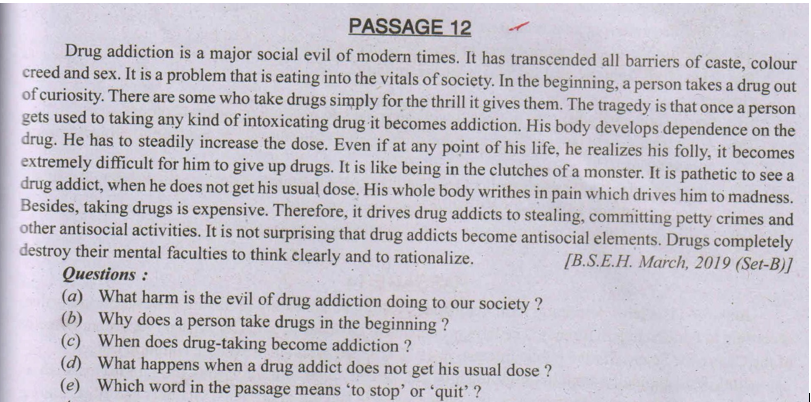 PASSAGE 12
Drug addiction is a major social evil of modern times. It has transcended all barriers of caste, colour
creed and sex. It is a problem that is eating into the vitals of society. In the beginning, a person takes a drug out
of curiosity. There are some who take drugs simply for the thrill it gives them. The tragedy is that once a person
gets used to taking any kind of intoxicating drug it becomes addiction. His body develops dependence on the
drug. He has to steadily increase the dose. Even if at any point of his life, he realizes his folly, it becomes
extremely difficult for him to give up drugs. It is like being in the clutches of a monster. It is pathetic to see a
drug addict, when he does not get his usual dose. His whole body writhes in pain which drives him to madness.
Besides, taking drugs is expensive. Therefore, it drives drug addicts to stealing, committing petty crimes and
other antisocial activities. It is not surprising that drug addicts become antisocial elements. Drugs completely
destroy their mental faculties to think clearly and to rationalize. [B.S.E.H. March, 2019 (Set-B)]
Questions :
(a) What harm is the evil of drug addiction doing to our society ?
(b) Why does a person take drugs in the beginning ?
(c) When does drug-taking become addiction ?
(d) What happens when a drug addict does not get his usual dose ?
(e) Which word in the passage means 'to stop' or 'quit' ?